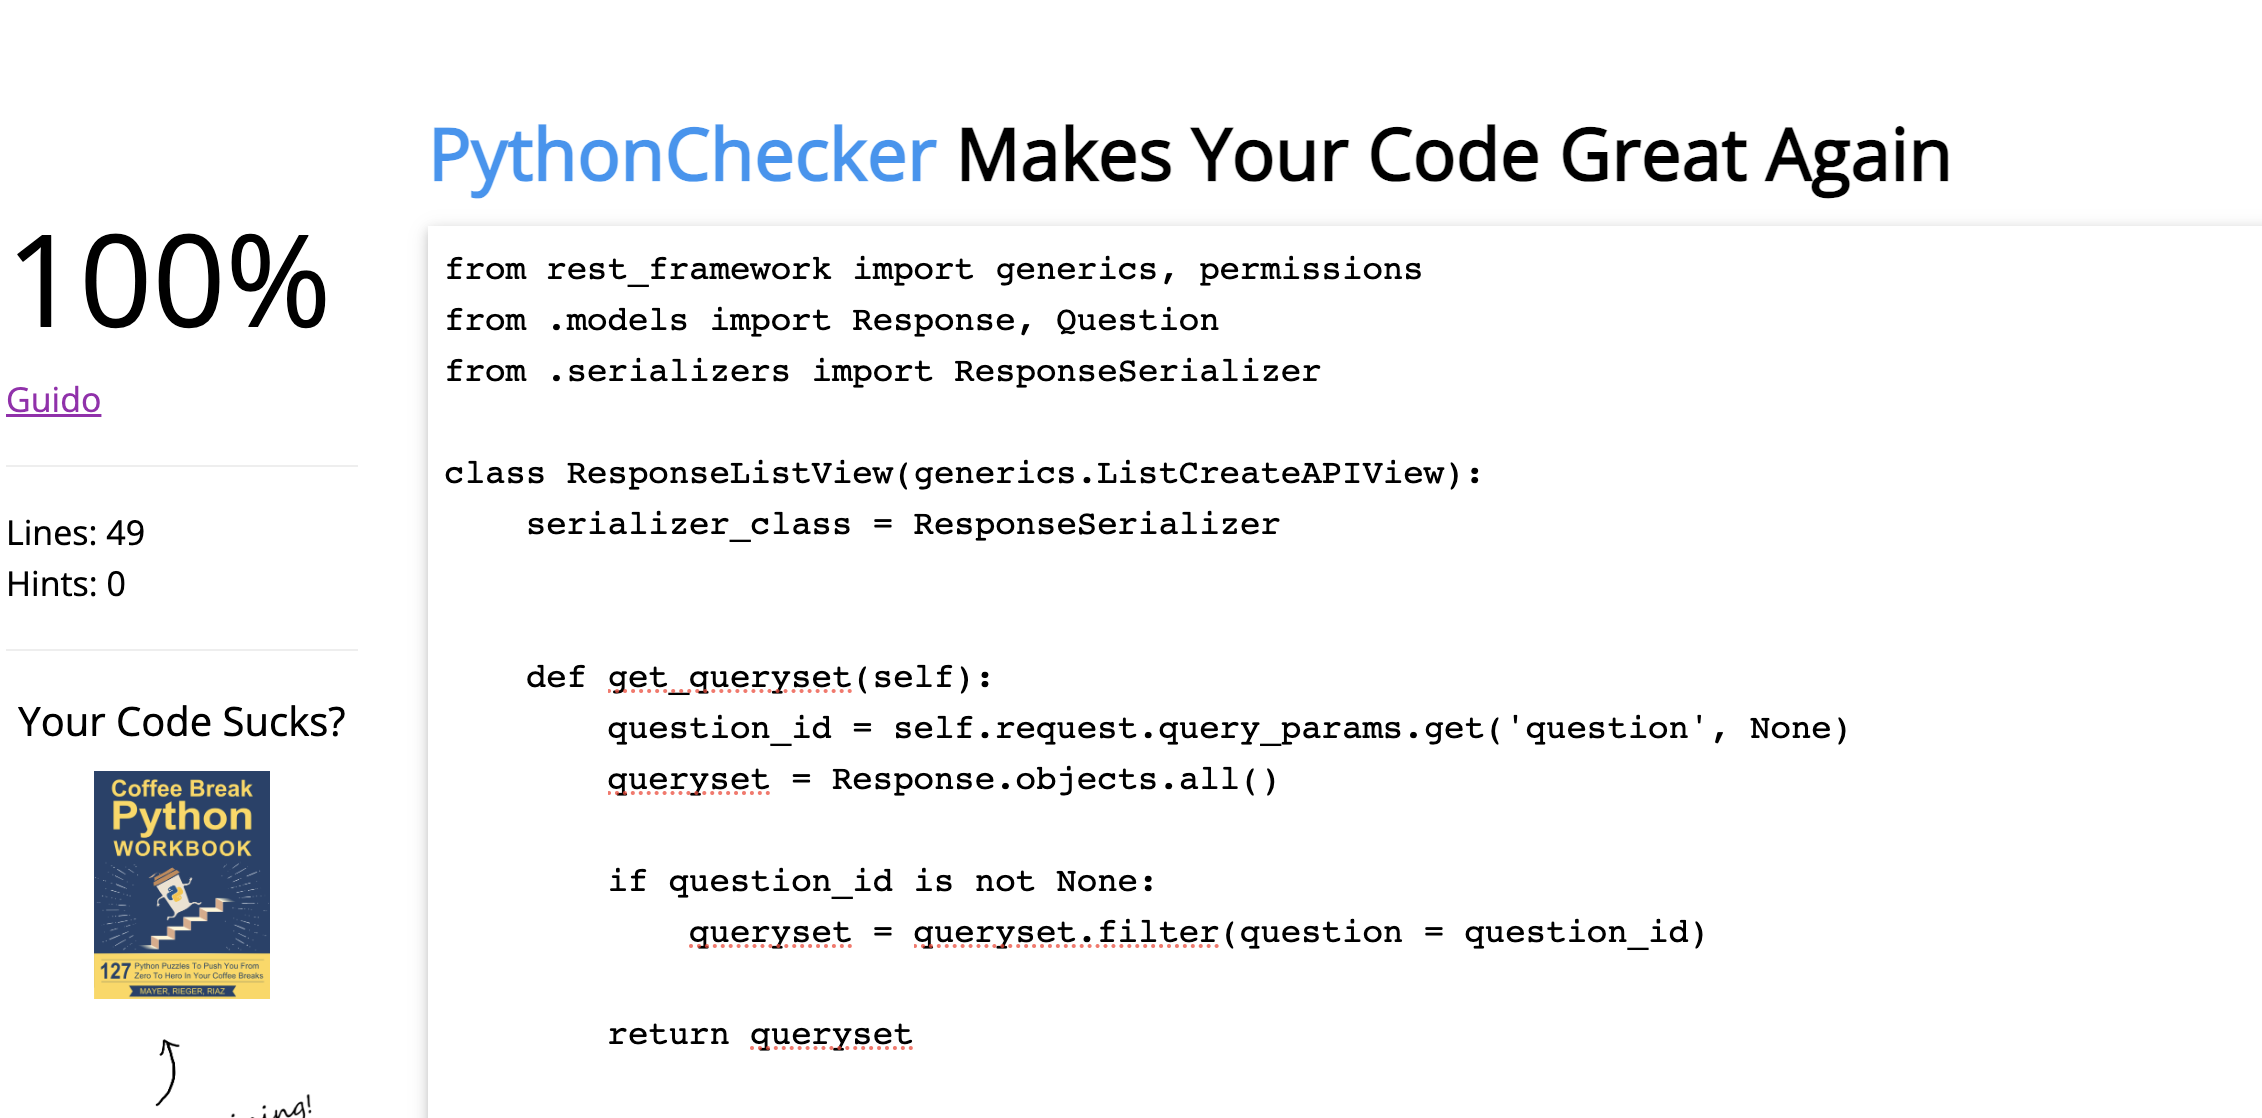 PythonChecker Makes Your Code Great Again
100%
Guido
Lines: 49
Hints: 0
Your Code Sucks?
Coffee Break
Python
WORKBOOK
127 Python Puzzles To Push You From
Zero To Hero In Your Coffee Breaks
MAYER, RIEGER, RIAZ
from rest_framework import generics, permissions
from .models import Response, Question
from .serializers import ResponseSerializer
class ResponseListView(generics.ListCreateAPIView):
    serializer_class = ResponseSerializer
    def get_queryset(self):
        question_id = self.request.query_params.get('question', None)
        queryset = Response.objects.all()
        if question_id is not None:
            queryset = queryset.filter(question = question_id)
        return queryset